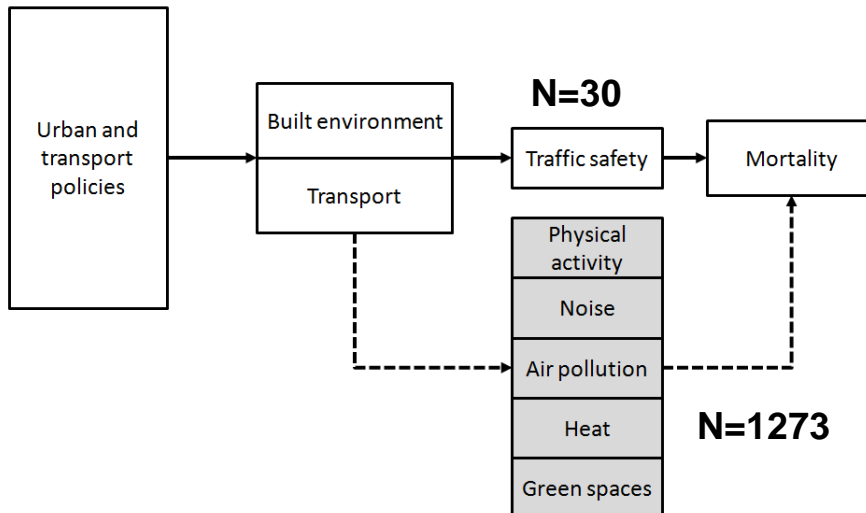 Urban and
transport
policies
Built environment
Transport
N=30
Traffic safety
Mortality
Physical
activity
Noise
Air pollution
Heat
Green spaces
N=1273